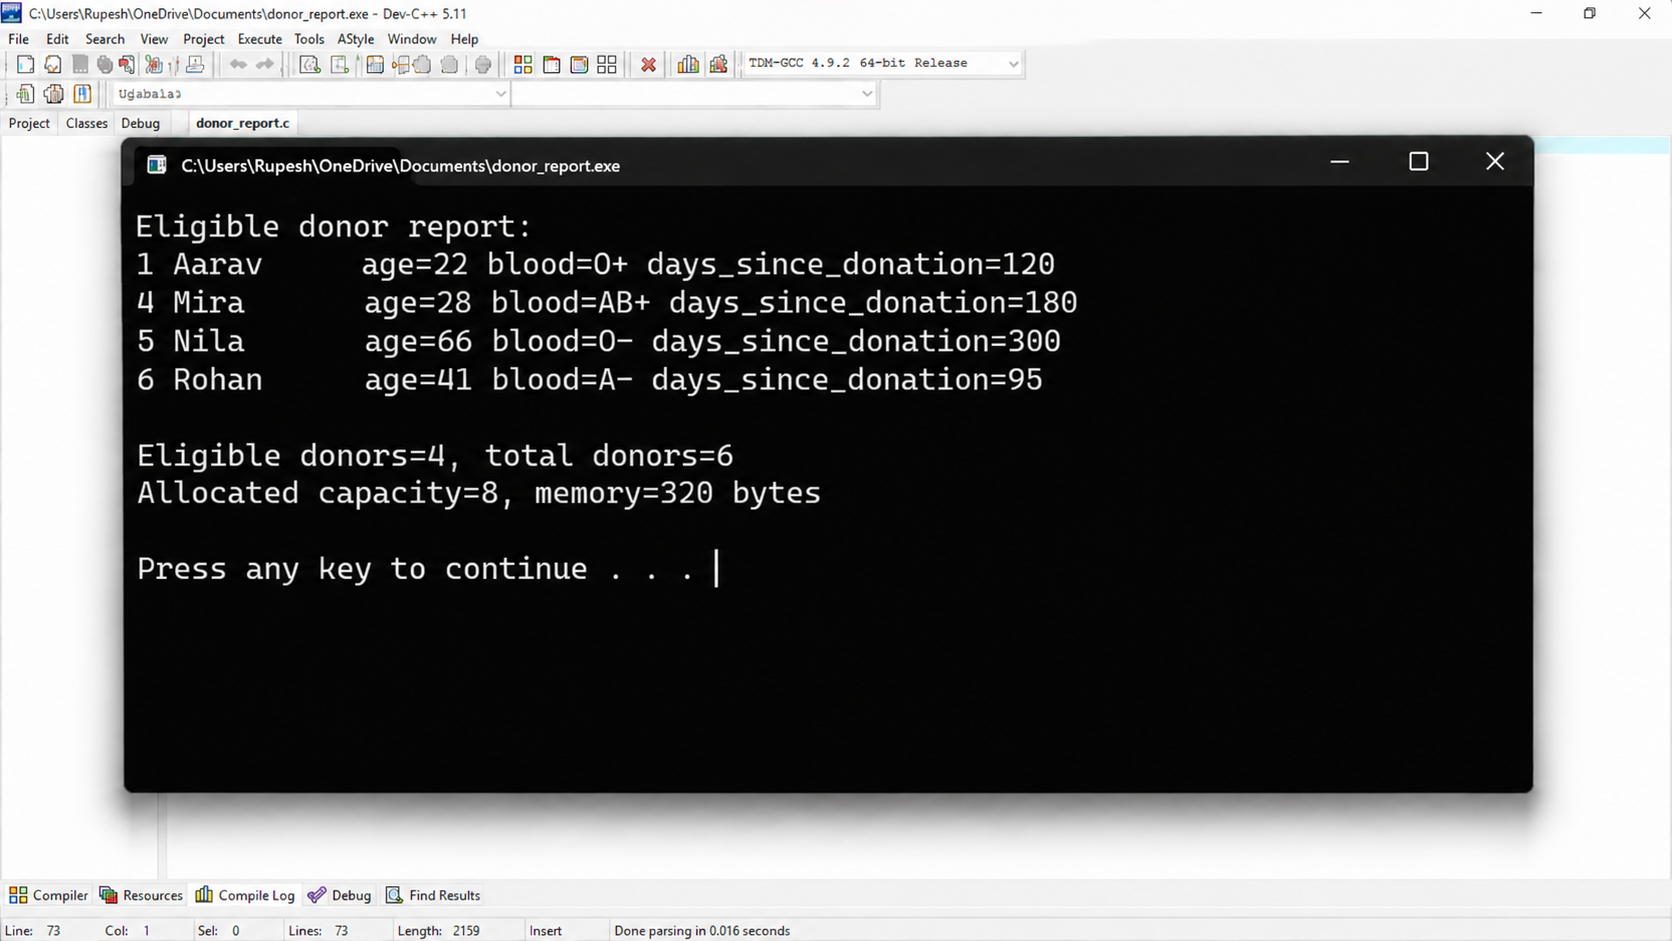 C:\Users\Rupesh\OneDrive\Documents\donor_report.exe - Dev-C++ 5.11
File Edit Search View Project Execute Tools AStyle Window Help
TDM-GCC 4.9.2 64-bit Release
Project Classes Debug donor_report.c
C:\Users\Rupesh\OneDrive\Documents\donor_report.exe
Eligible donor report:
1 Aarav age=22 blood=O+ days_since_donation=120
4 Mira age=28 blood=AB+ days_since_donation=180
5 Nila age=66 blood=O- days_since_donation=300
6 Rohan age=41 blood=A- days_since_donation=95
Eligible donors=4, total donors=6
Allocated capacity=8, memory=320 bytes
Press any key to continue . . .
Compiler Resources Compile Log Debug Find Results
Line: 73 Col: 1 Sel: 0 Lines: 73 Length: 2159 Insert Done parsing in 0.016 seconds